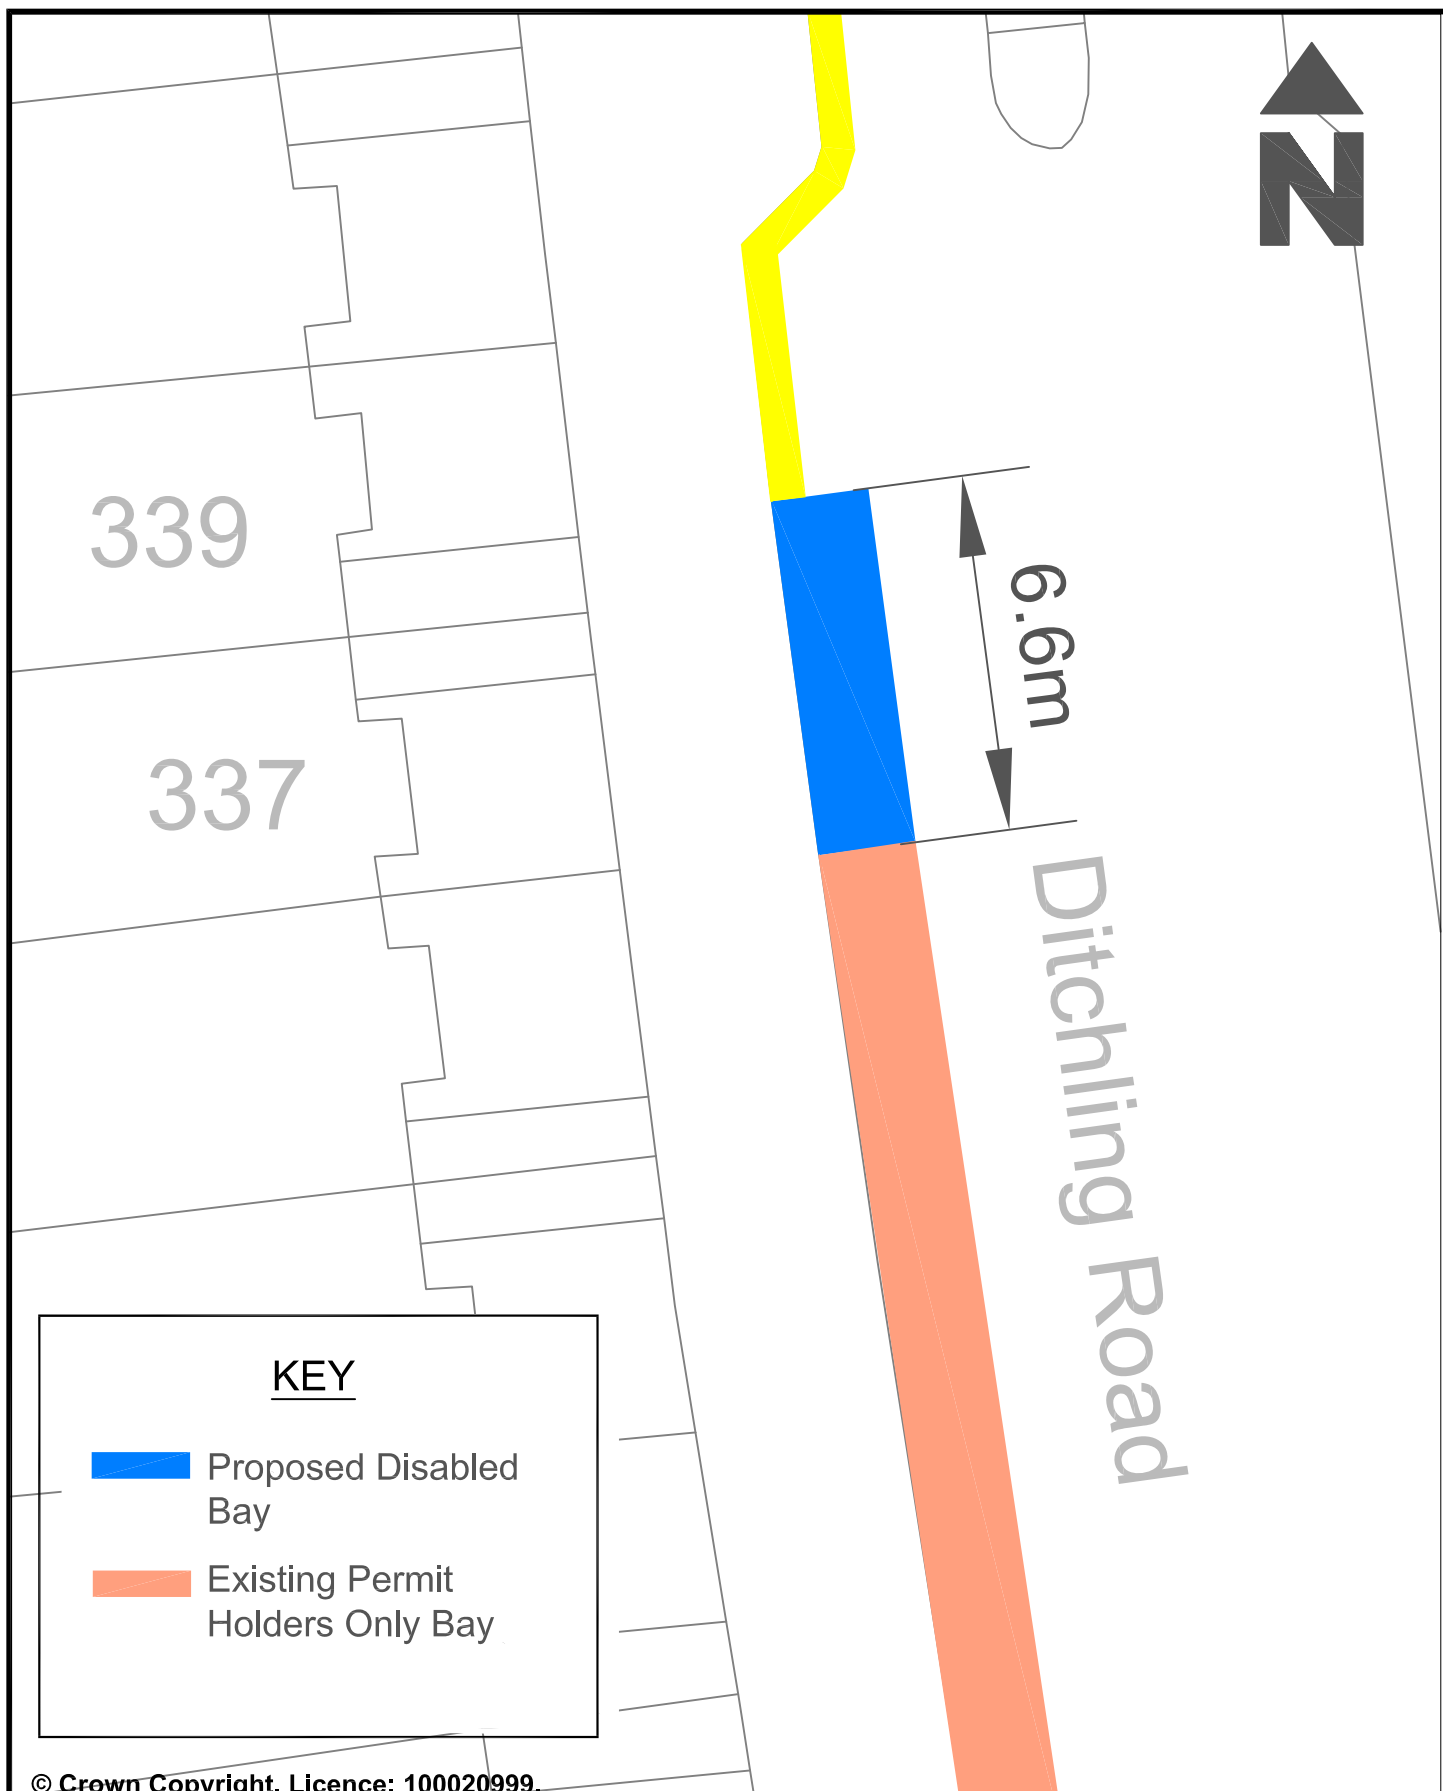 N
339
6.6m
337
Ditchling Road
KEY
Proposed Disabled
Bay
Existing Permit
Holders Only Bay
© Crown Copyright. Licence: 100020999.